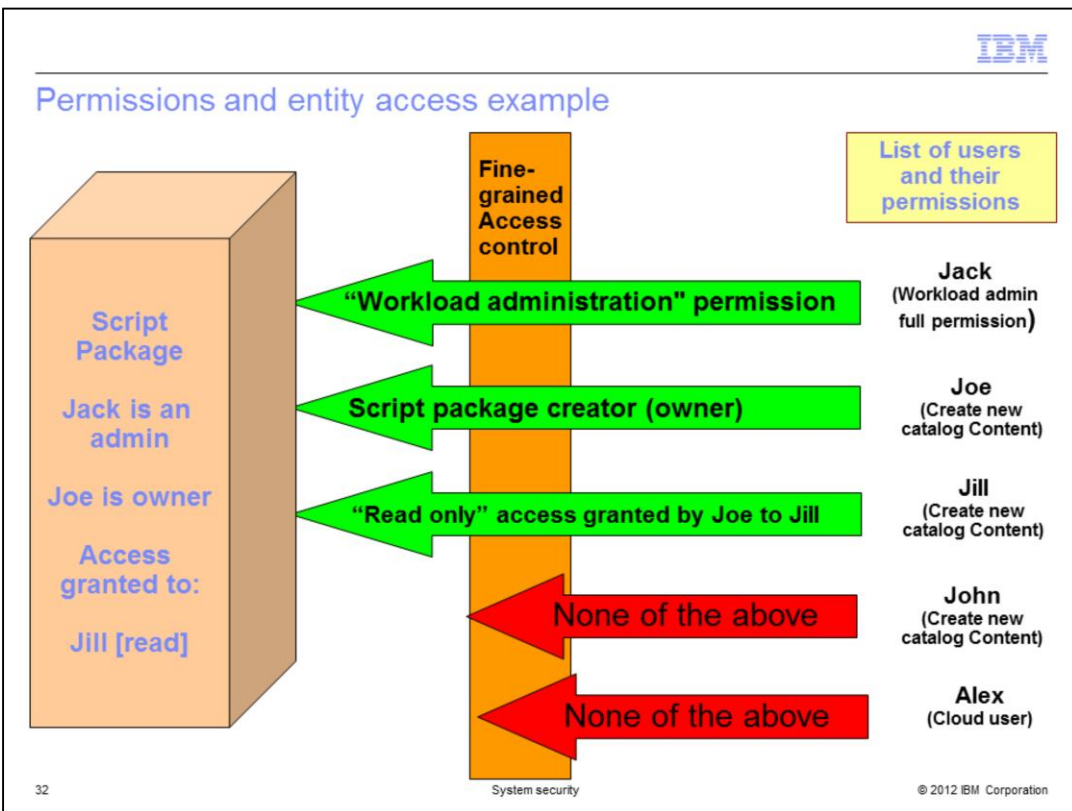 IBM
Permissions and entity access example
Script
Package
Jack is an
admin
Joe is owner
Access
granted to:
Jill [read]
Fine-
grained
Access
control
“Workload administration" permission
Script package creator (owner)
“Read only” access granted by Joe to Jill
None of the above
None of the above
List of users
and their
permissions
Jack
(Workload admin
full permission)
Joe
(Create new
catalog Content)
Jill
(Create new
catalog Content)
John
(Create new
catalog Content)
Alex
(Cloud user)
32
System security
© 2012 IBM Corporation